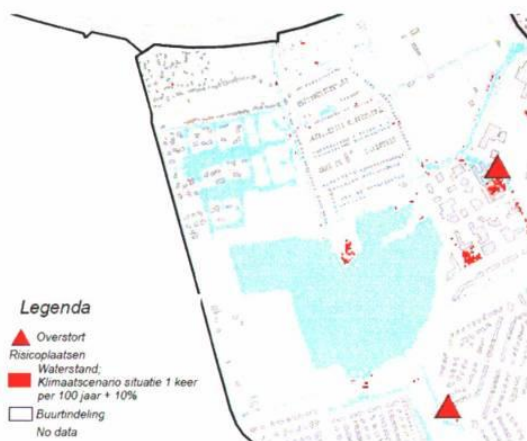 Legenda
Overstort
Risicoplaatsen
Waterstand;
Klimaatscenario situatie 1 keer
per 100 jaar + 10%
Buurtindeling
No data